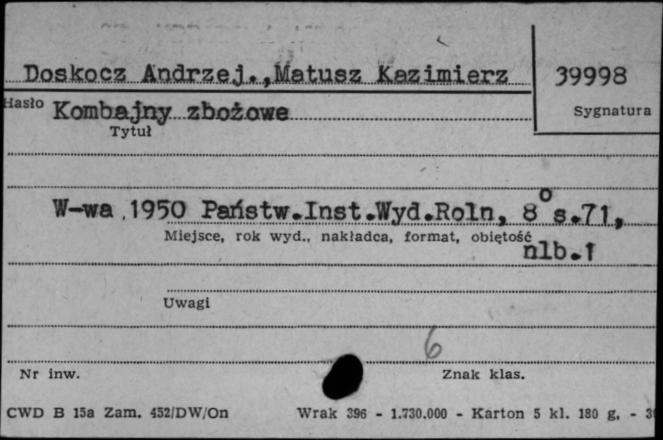 Doskocz Andrzej.,Matusz Kazimierz
39998
Hasło
Kombajny zbożowe
Sygnatura
Tytuł
W-wa,1950 Państw.Inst.Wyd.Roln, 8° s.71,
Miejsce, rok wyd., nakładca, format, obiętość
nlb.1
Uwagi
6
Nr inw.
Znak klas.
CWD B 15a Zam. 452/DW/On Wrak 396 - 1.730.000 - Karton 5 kl. 180 g, -